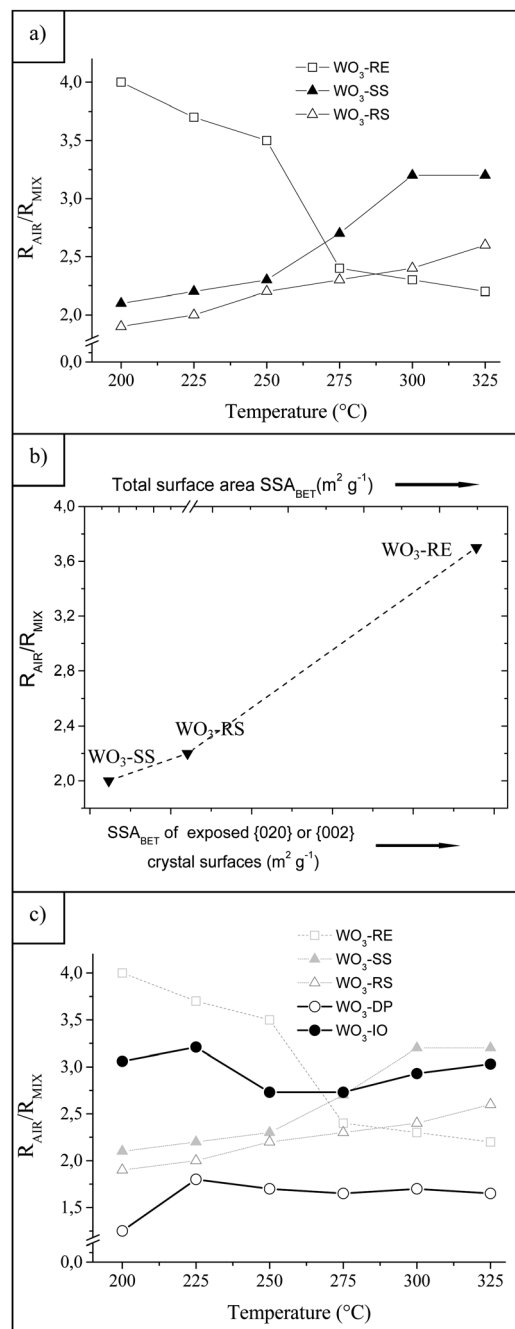 a)
WO3-RE
WO3-SS
WO3-RS
4,0
3,5
3,0
2,5
2,0
0,0
RAIR/RMIX
200 225 250 275 300 325
Temperature (°C)
b)
Total surface area SSABET(m² g⁻¹)
4,0
3,6
3,2
2,8
2,4
2,0
RAIR/RMIX
WO3-RE
WO3-RS
WO3-SS
SSABET of exposed {020} or {002}
crystal surfaces (m² g⁻¹)
c)
WO3-RE
WO3-SS
WO3-RS
WO3-DP
WO3-IO
4,0
3,5
3,0
2,5
2,0
1,5
0,0
RAIR/RMIX
200 225 250 275 300 325
Temperature (°C)